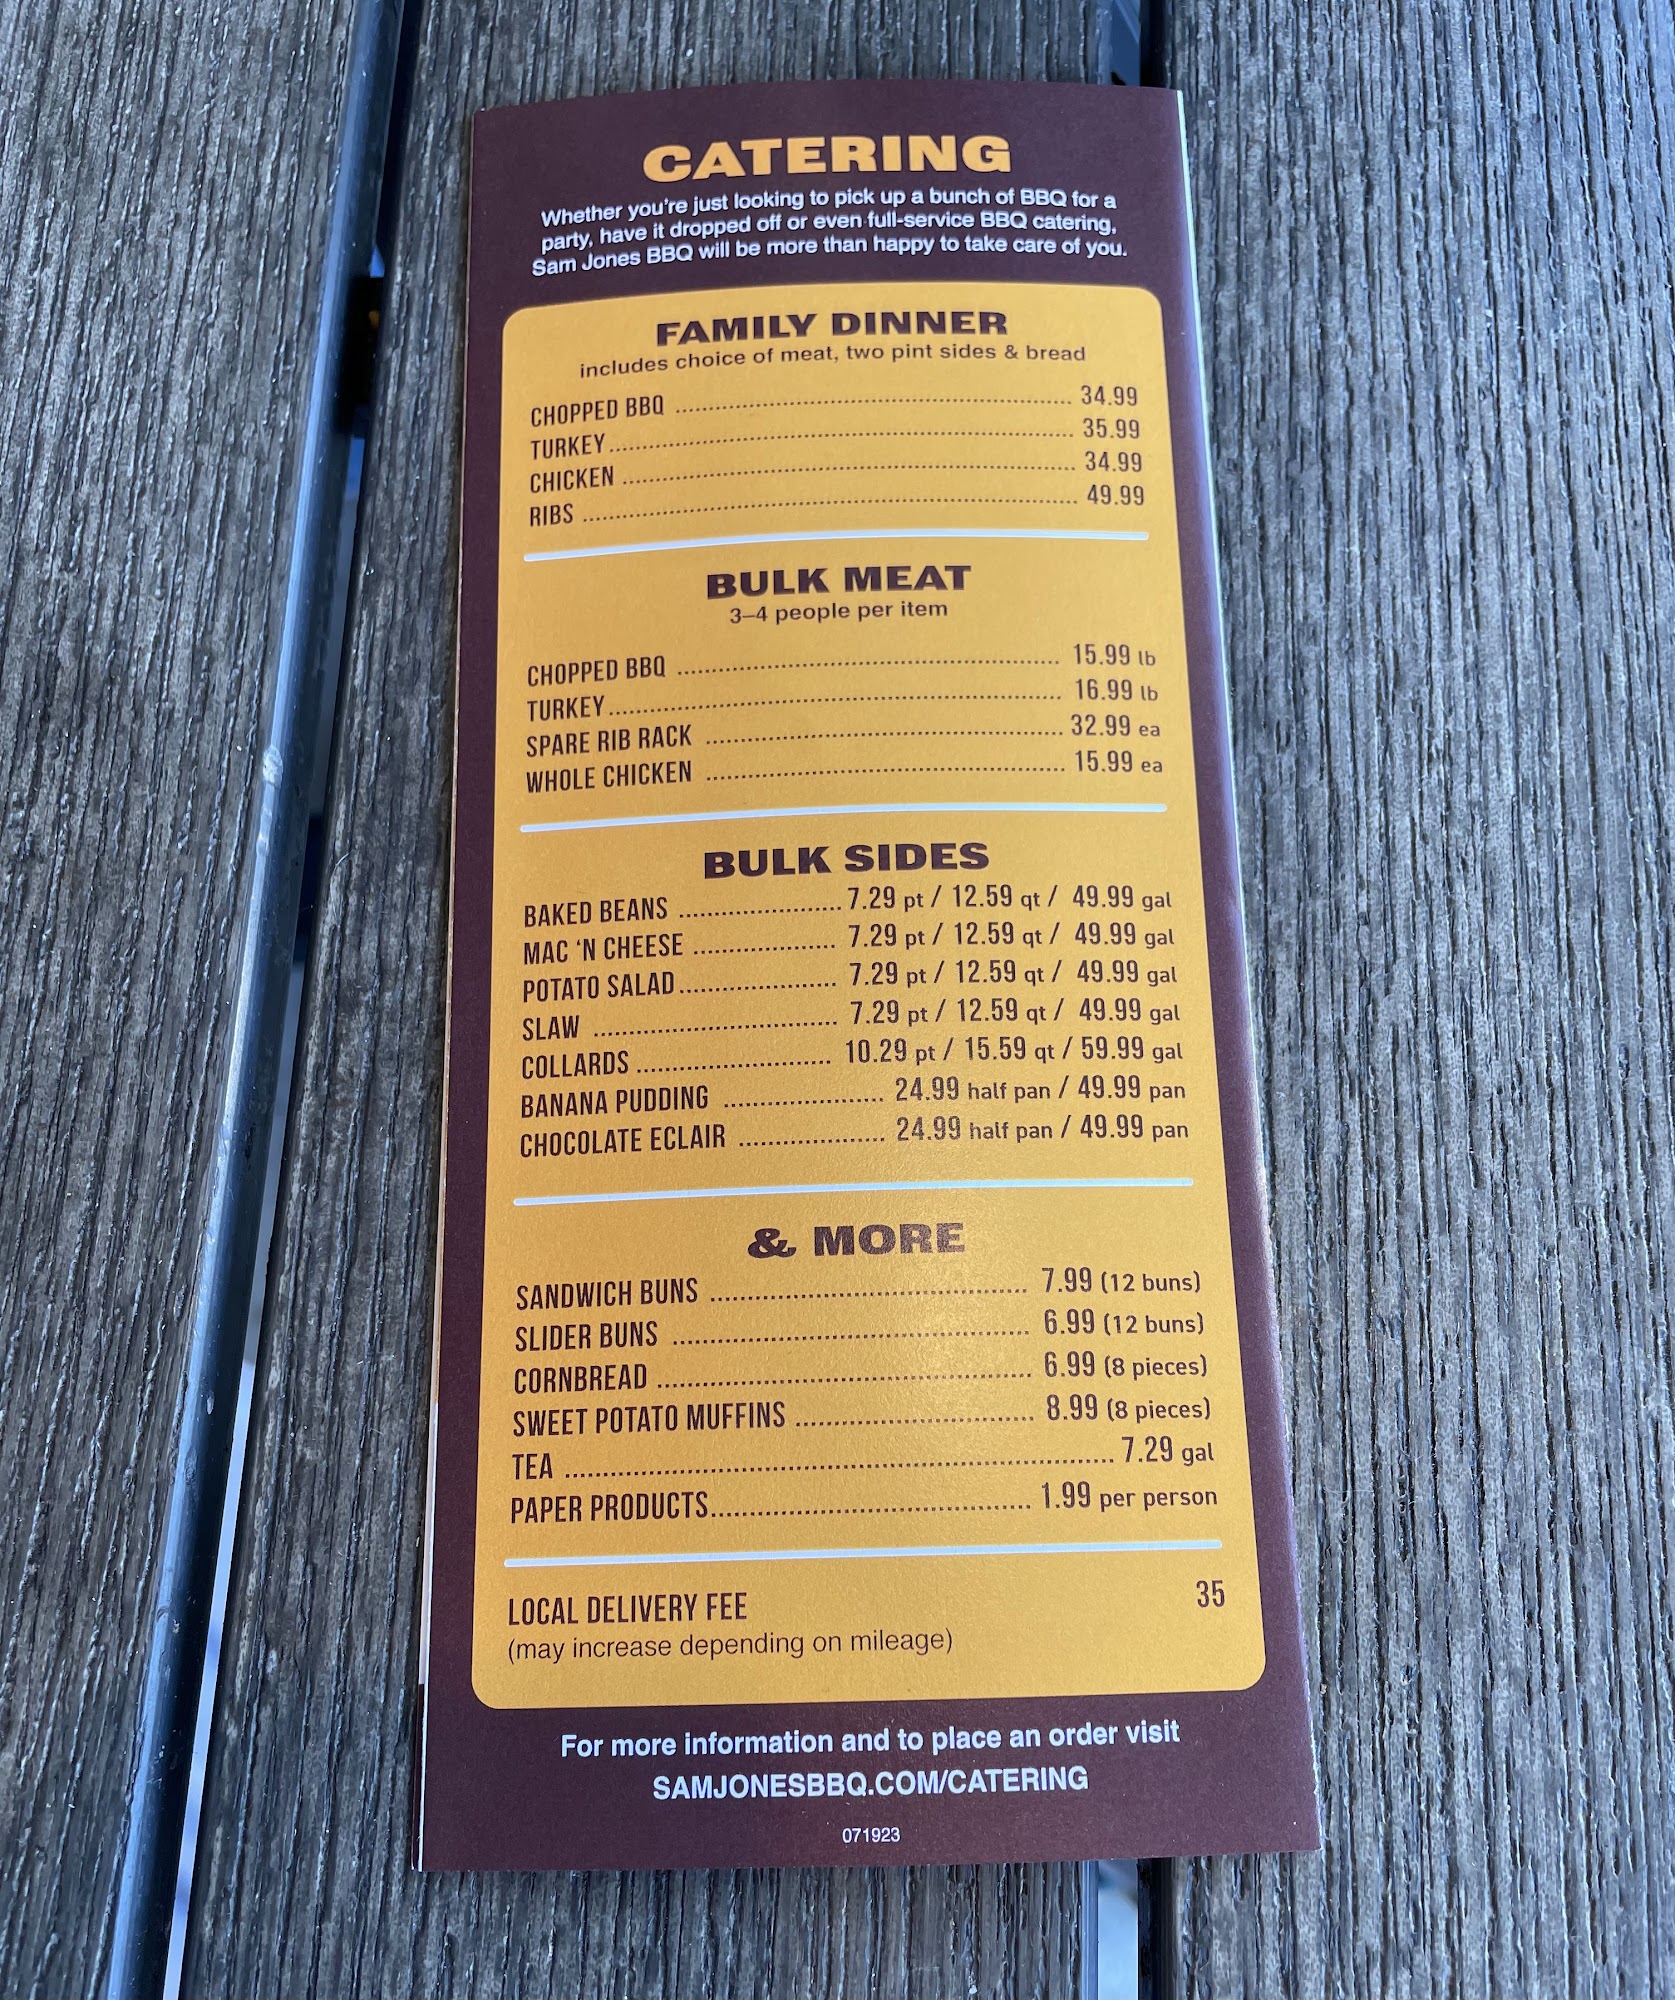 CATERING
Whether you're just looking to pick up a bunch of BBQ for a
party, have it dropped off or even full-service BBQ catering,
Sam Jones BBQ will be more than happy to take care of you.
FAMILY DINNER
includes choice of meat, two pint sides & bread
CHOPPED BBQ ........ 34.99
TURKEY ........ 35.99
CHICKEN ........ 34.99
RIBS ........ 49.99
BULK MEAT
3–4 people per item
CHOPPED BBQ ........ 15.99 lb
TURKEY ........ 16.99 lb
SPARE RIB RACK ........ 32.99 ea
WHOLE CHICKEN ........ 15.99 ea
BULK SIDES
BAKED BEANS ........ 7.29 pt / 12.59 qt / 49.99 gal
MAC ‘N CHEESE ........ 7.29 pt / 12.59 qt / 49.99 gal
POTATO SALAD ........ 7.29 pt / 12.59 qt / 49.99 gal
SLAW ........ 7.29 pt / 12.59 qt / 49.99 gal
COLLARDS ........ 10.29 pt / 15.59 qt / 59.99 gal
BANANA PUDDING ........ 24.99 half pan / 49.99 pan
CHOCOLATE ECLAIR ........ 24.99 half pan / 49.99 pan
& MORE
SANDWICH BUNS ........ 7.99 (12 buns)
SLIDER BUNS ........ 6.99 (12 buns)
CORNBREAD ........ 6.99 (8 pieces)
SWEET POTATO MUFFINS ........ 8.99 (8 pieces)
TEA ........ 7.29 gal
PAPER PRODUCTS ........ 1.99 per person
LOCAL DELIVERY FEE 35
(may increase depending on mileage)
For more information and to place an order visit
SAMJONESBBQ.COM/CATERING
071923